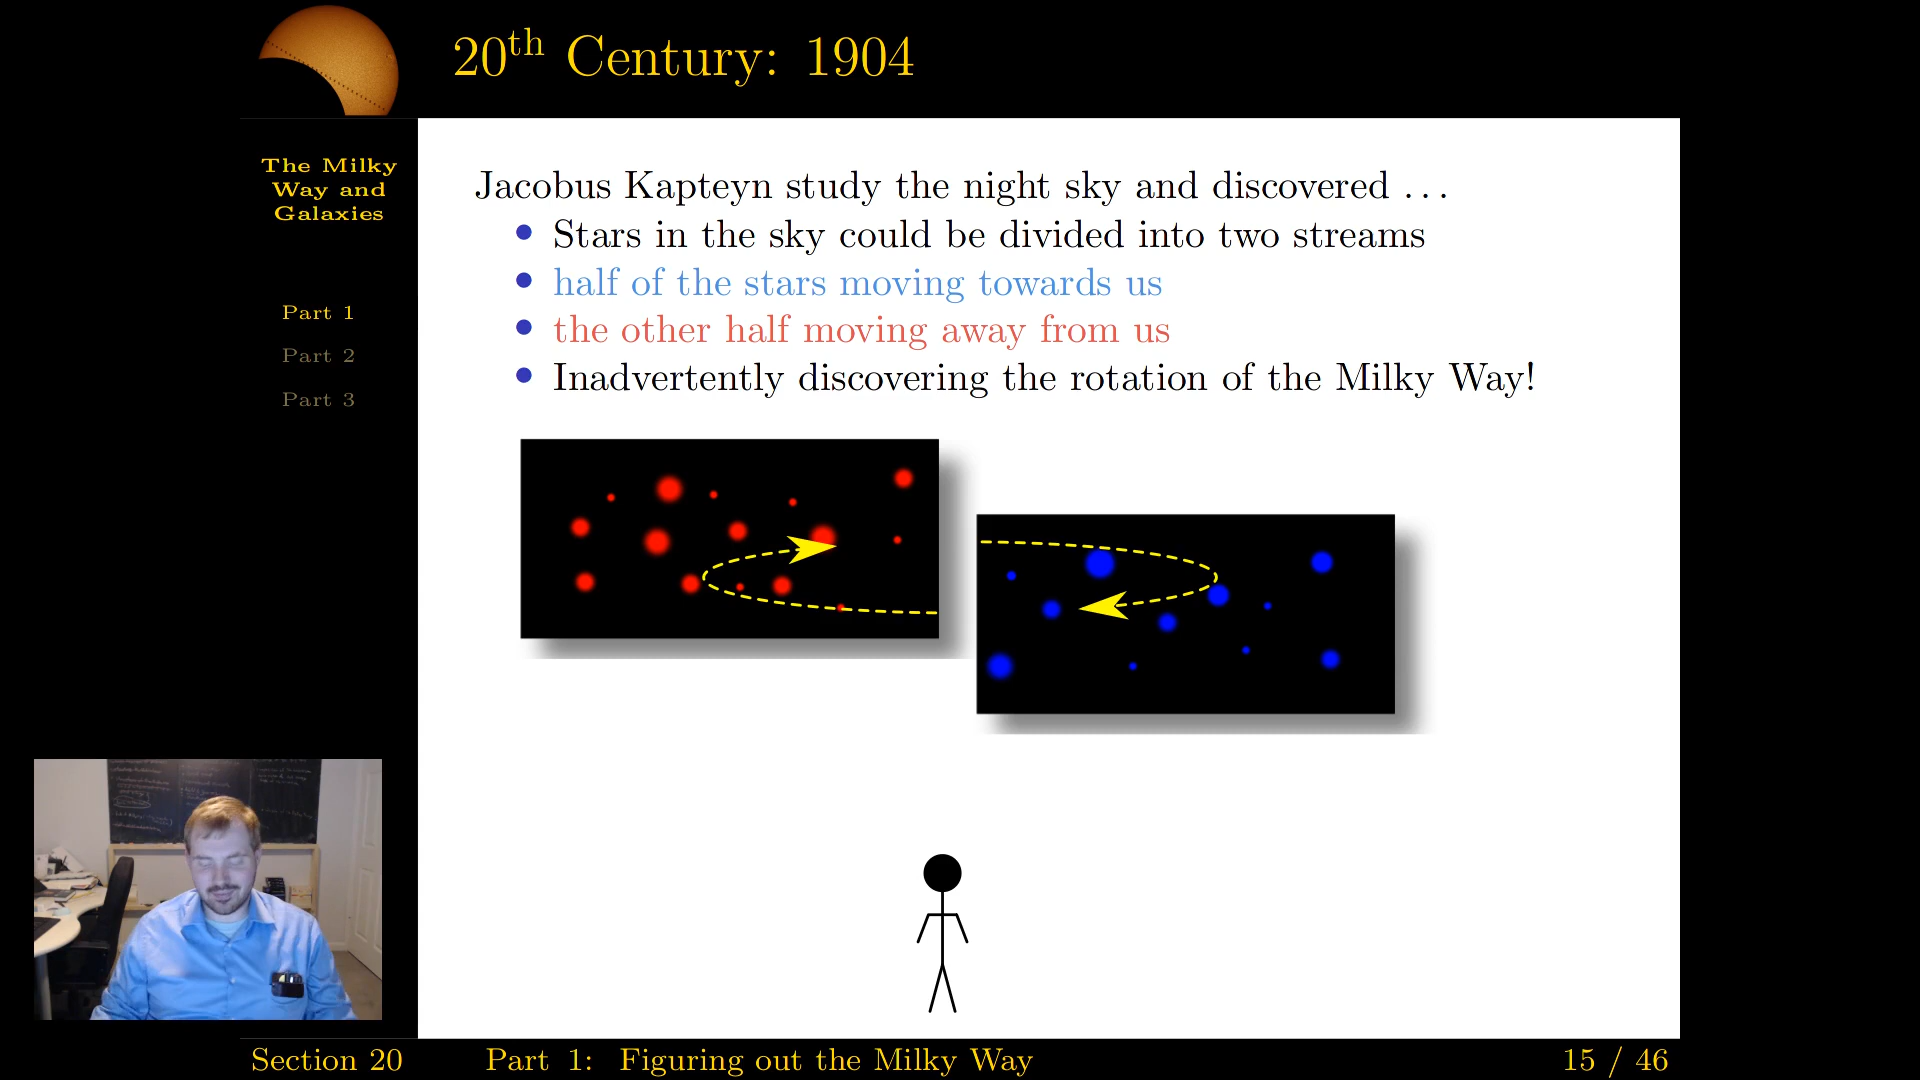 20th Century: 1904
The Milky
Way and
Galaxies
Part 1
Part 2
Part 3
Jacobus Kapteyn study the night sky and discovered . . .
• Stars in the sky could be divided into two streams
• half of the stars moving towards us
• the other half moving away from us
• Inadvertently discovering the rotation of the Milky Way!
Section 20
Part 1: Figuring out the Milky Way
15 / 46